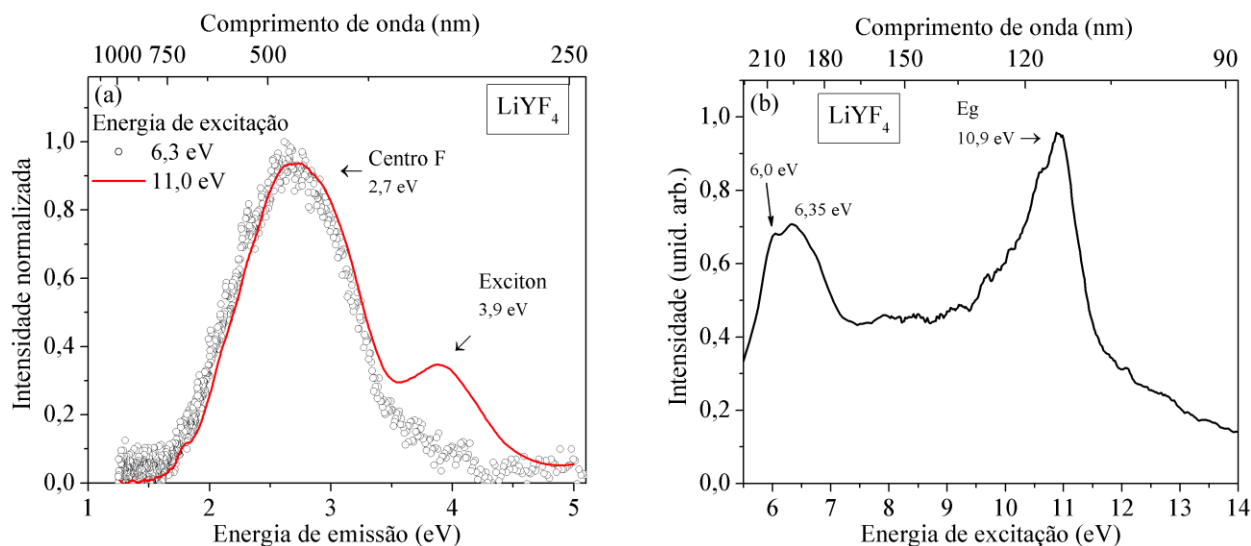 Comprimento de onda (nm)
1000 750 500 250
(a)
LiYF4
Energia de excitação
6,3 eV
11,0 eV
Centro F
2,7 eV
Exciton
3,9 eV
Intensidade normalizada
1,0
0,8
0,6
0,4
0,2
0,0
1 2 3 4 5
Energia de emissão (eV)
Comprimento de onda (nm)
210 180 150 120 90
(b)
LiYF4
Eg
10,9 eV
6,0 eV
6,35 eV
Intensidade (unid. arb.)
1,0
0,8
0,6
0,4
0,2
0,0
6 7 8 9 10 11 12 13 14
Energia de excitação (eV)